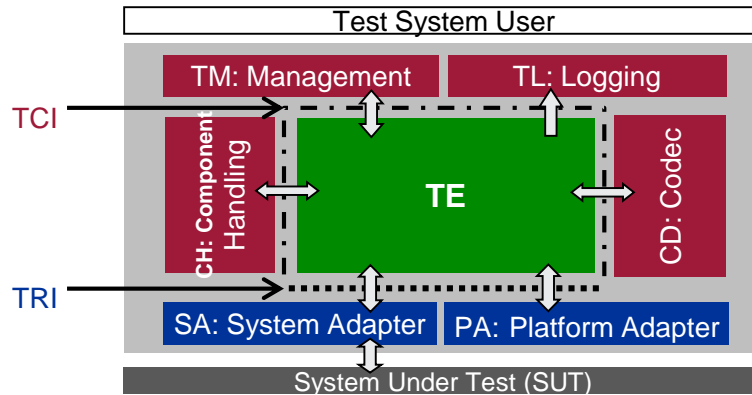 Test System User
TM: Management
TL: Logging
TCI
CH: Component
Handling
TE
CD: Codec
TRI
SA: System Adapter
PA: Platform Adapter
System Under Test (SUT)